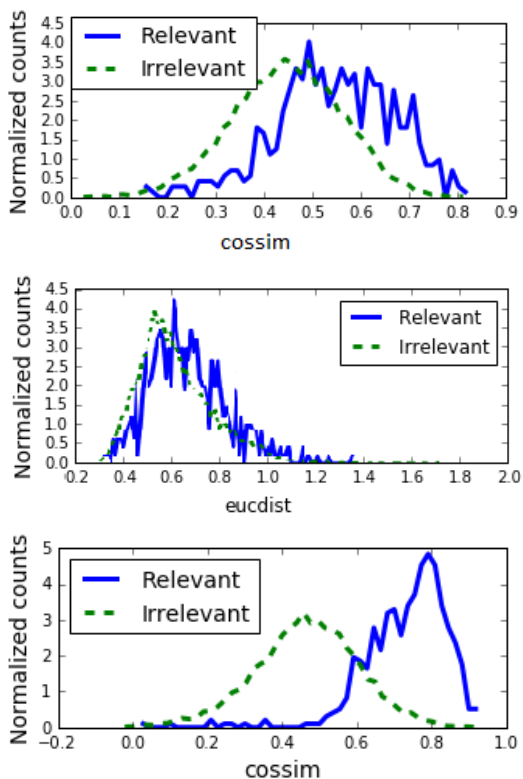 4.5
4.0
3.5
3.0
2.5
2.0
1.5
1.0
0.5
0.0
Normalized counts
Relevant
Irrelevant
0.0 0.1 0.2 0.3 0.4 0.5 0.6 0.7 0.8 0.9
cossim
4.5
4.0
3.5
3.0
2.5
2.0
1.5
1.0
0.5
0.0
Normalized counts
Relevant
Irrelevant
0.2 0.4 0.6 0.8 1.0 1.2 1.4 1.6 1.8 2.0
eucdist
5
4
3
2
1
0
Normalized counts
Relevant
Irrelevant
−0.2 0.0 0.2 0.4 0.6 0.8 1.0
cossim